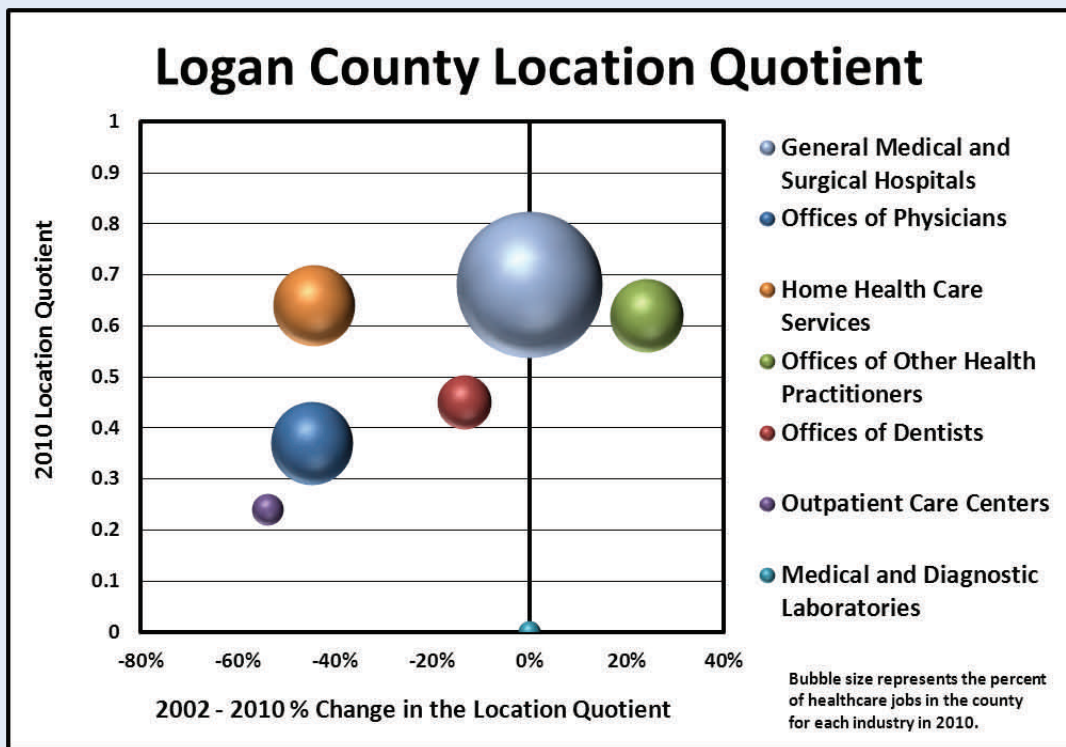 Logan County Location Quotient
1
0.9
0.8
0.7
0.6
0.5
0.4
0.3
0.2
0.1
0
2010 Location Quotient
-80%
-60%
-40%
-20%
0%
20%
40%
2002 - 2010 % Change in the Location Quotient
General Medical and
Surgical Hospitals
Offices of Physicians
Home Health Care
Services
Offices of Other Health
Practitioners
Offices of Dentists
Outpatient Care Centers
Medical and Diagnostic
Laboratories
Bubble size represents the percent
of healthcare jobs in the county
for each industry in 2010.